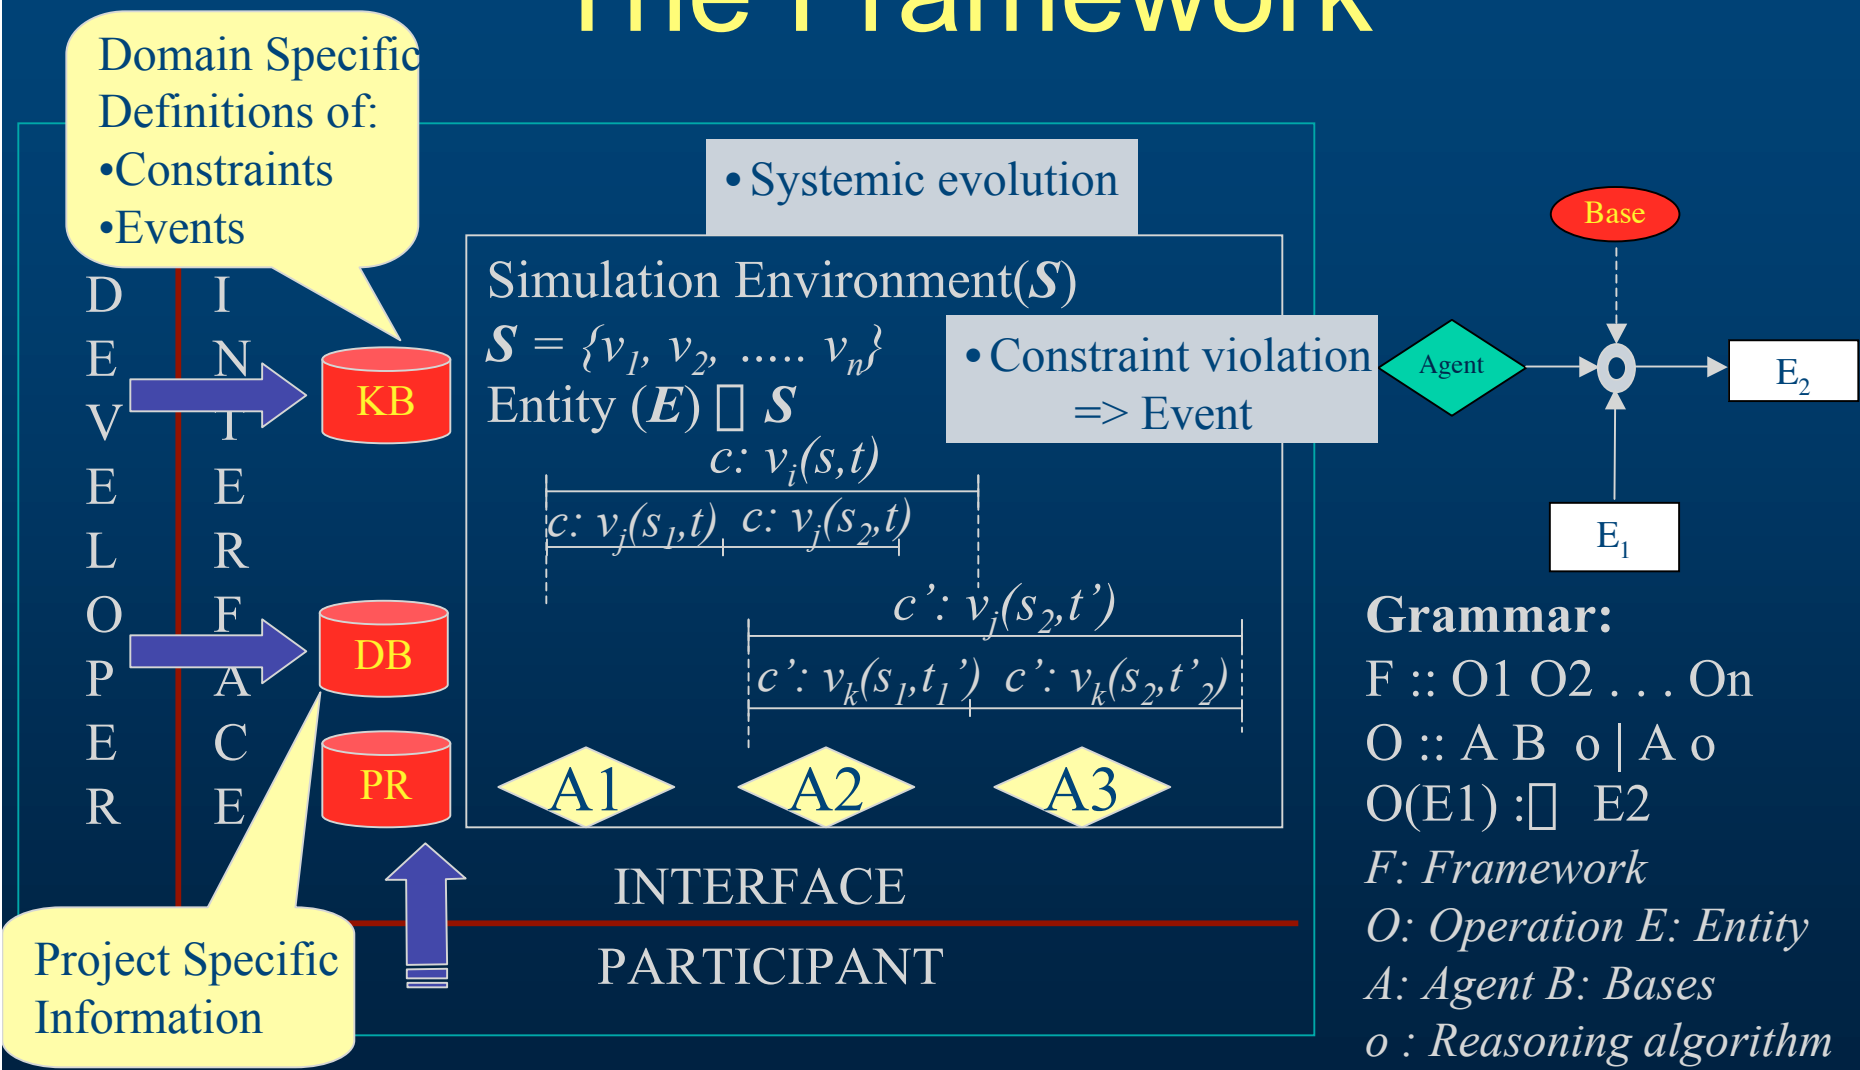 The Framework
Domain Specific
Definitions of:
•Constraints
•Events
• Systemic evolution
DEVELOPER
INTERFACE
KB
DB
PR
Simulation Environment(S)
S = {v1, v2, ..... vn}
Entity (E) ▯ S
• Constraint violation
=> Event
c: vi(s,t)
c: vj(s1,t) c: vj(s2,t)
c’: vj(s2,t’)
c’: vk(s1,t1’) c’: vk(s2,t’2)
A1 A2 A3
INTERFACE
PARTICIPANT
Project Specific
Information
Base
Agent
E2
E1
Grammar:
F :: O1 O2 . . . On
O :: A B o | A o
O(E1) :▯ E2
F: Framework
O: Operation E: Entity
A: Agent B: Bases
o : Reasoning algorithm